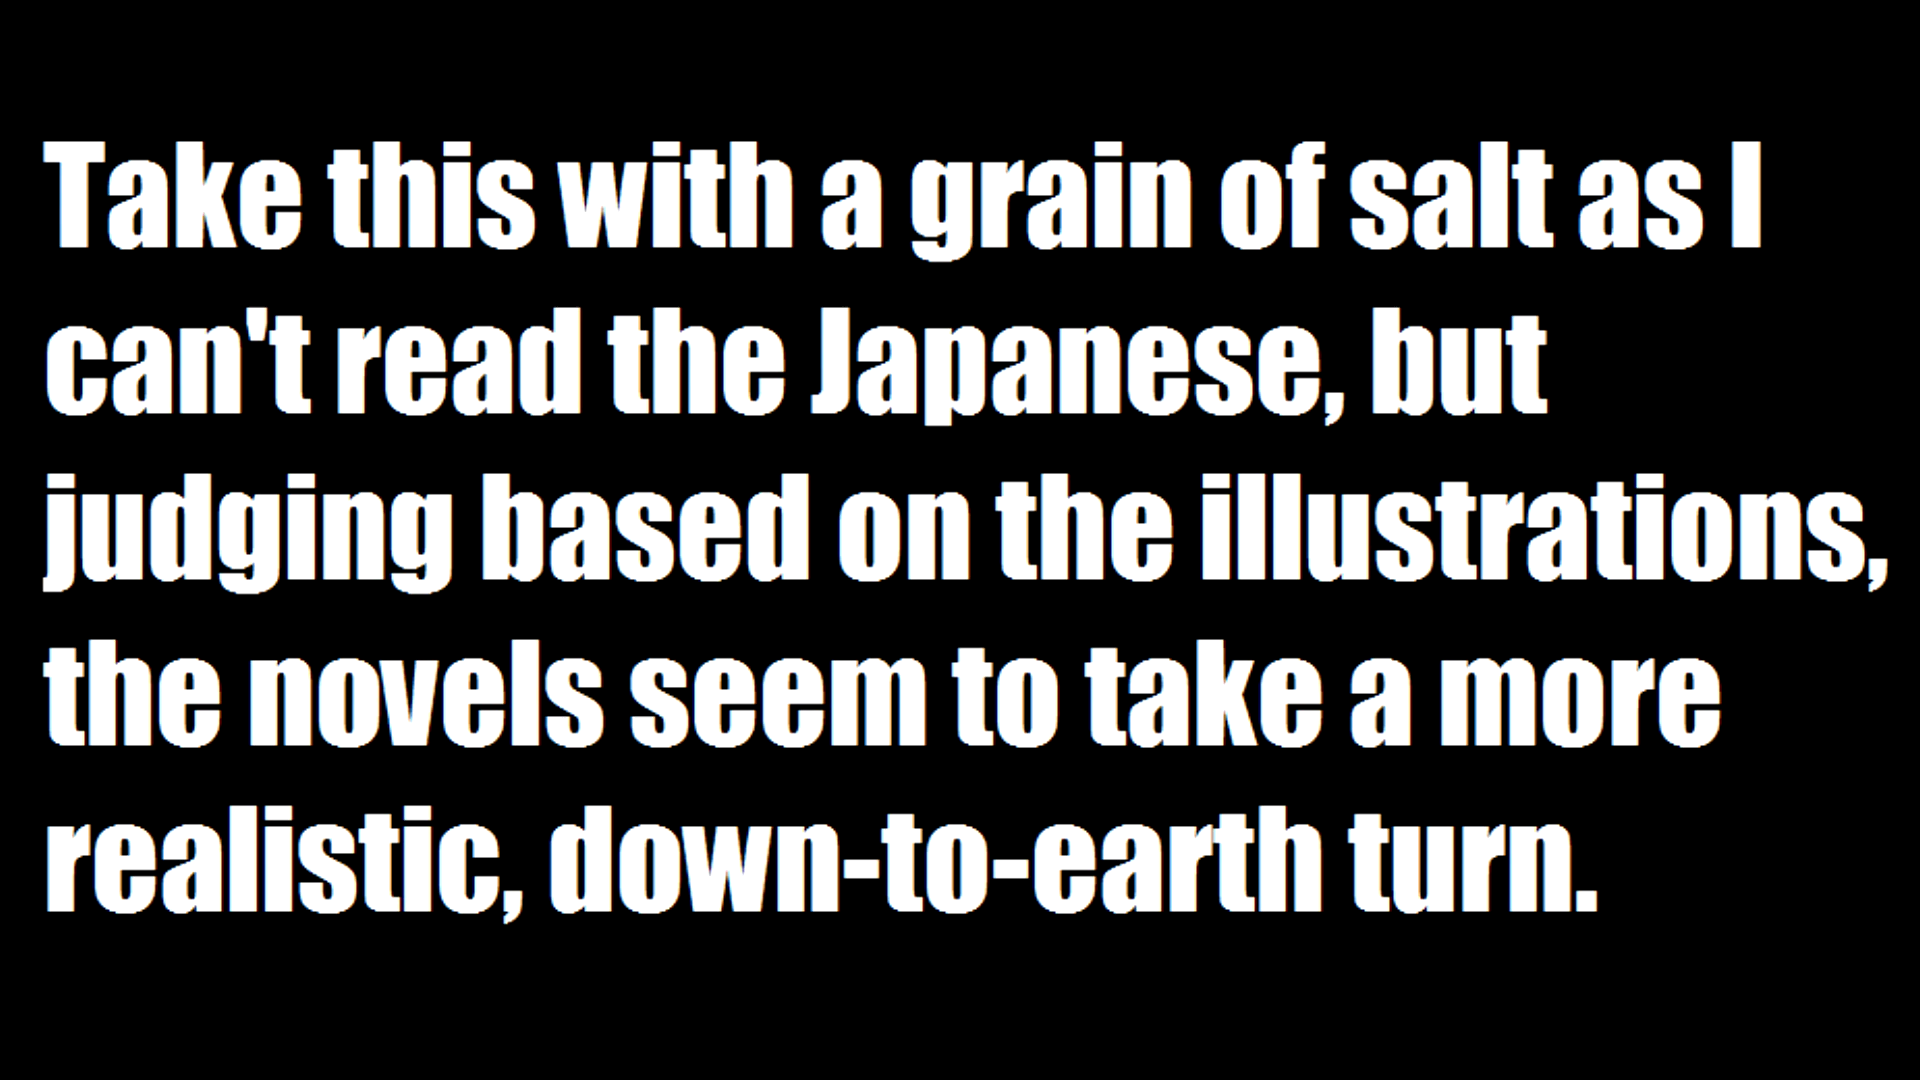 Take this with a grain of salt as I
can't read the Japanese, but
judging based on the illustrations,
the novels seem to take a more
realistic, down-to-earth turn.